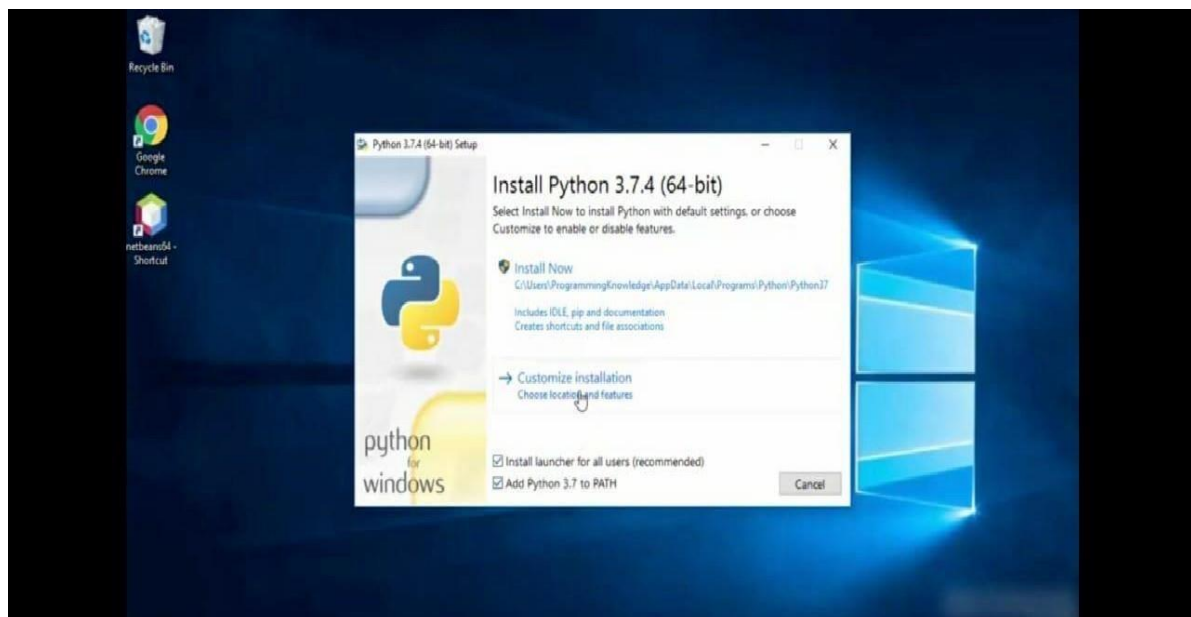 Recycle Bin
Google
Chrome
netbeans64 -
Shortcut
Python 3.7.4 (64-bit) Setup
Install Python 3.7.4 (64-bit)
Select Install Now to install Python with default settings, or choose
Customize to enable or disable features.
Install Now
C:\Users\ProgrammingKnowledge\AppData\Local\Programs\Python\Python37
Includes IDLE, pip and documentation
Creates shortcuts and file associations
Customize installation
Choose location and features
python
for
windows
Install launcher for all users (recommended)
Add Python 3.7 to PATH
Cancel